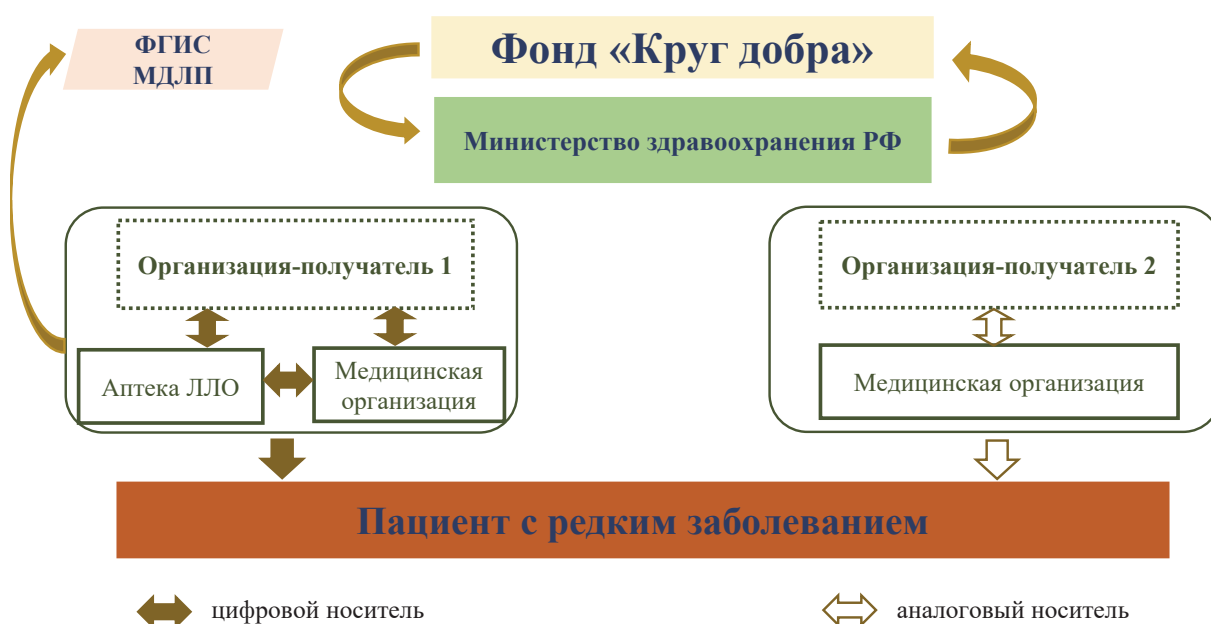 ФГИС
МДЛП
Фонд «Круг добра»
Министерство здравоохранения РФ
Организация-получатель 1
Аптека ЛЛО
Медицинская
организация
Организация-получатель 2
Медицинская организация
Пациент с редким заболеванием
цифровой носитель
аналоговый носитель